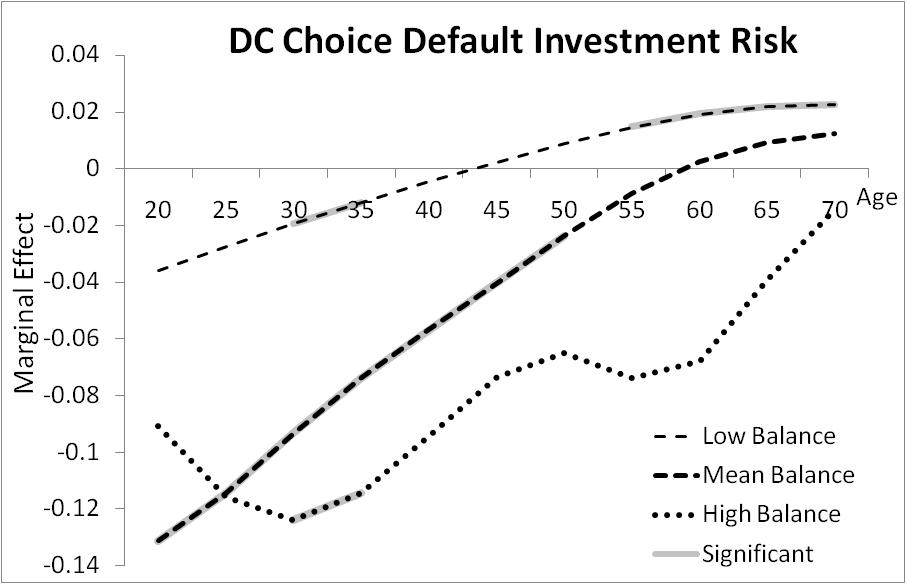 DC Choice Default Investment Risk
0.04
0.02
0
20 25 30 35 40 45 50 55 60 65 70 Age
-0.02
-0.04
-0.06
-0.08
-0.1
-0.12
-0.14
Marginal Effect
Low Balance
Mean Balance
High Balance
Significant